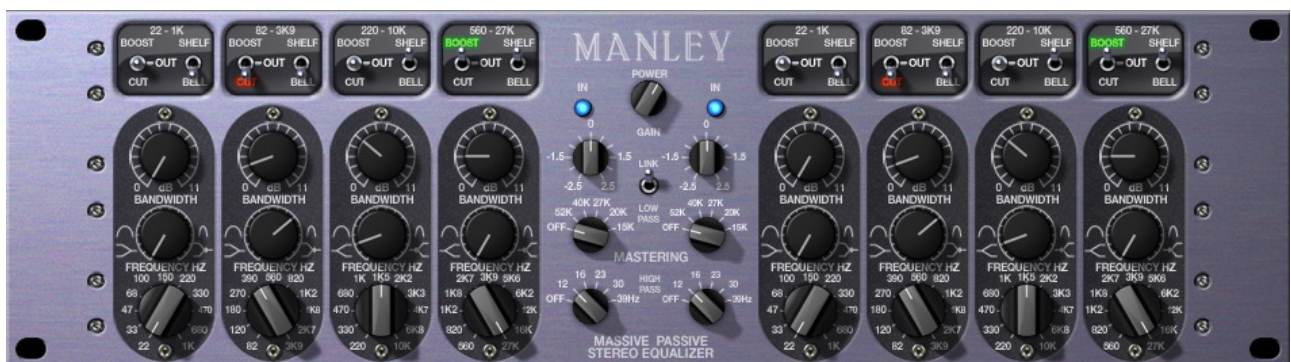 22 - 1K
BOOST SHELF
OUT
CUT BELL
82 - 3K9
BOOST SHELF
OUT
CUT BELL
220 - 10K
BOOST SHELF
OUT
CUT BELL
560 - 27K
BOOST SHELF
OUT
CUT BELL
0 dB 11
BANDWIDTH
FREQUENCY HZ
22 33 47 68 100 150 220 330 470 680 1K
0 dB 11
BANDWIDTH
FREQUENCY HZ
82 120 180 270 390 560 820 1K2 1K8 2K7 3K9
0 dB 11
BANDWIDTH
FREQUENCY HZ
220 330 470 680 1K 1K5 2K2 3K3 4K7 6K8 10K
0 dB 11
BANDWIDTH
FREQUENCY HZ
560 820 1K2 1K8 2K7 3K9 5K6 6K2 12K 16K 27K
MANLEY
POWER
IN IN
GAIN
0 0
-1.5 1.5 -1.5 1.5
-2.5 2.5 -2.5 2.5
LINK
LOW
PASS
OFF 52K 40K 27K 20K 15K
OFF 52K 40K 27K 20K 15K
MASTERING
HIGH
PASS
OFF 12 16 23 30 39Hz
OFF 12 16 23 30 39Hz
MASSIVE PASSIVE
STEREO EQUALIZER
22 - 1K
BOOST SHELF
OUT
CUT BELL
82 - 3K9
BOOST SHELF
OUT
CUT BELL
220 - 10K
BOOST SHELF
OUT
CUT BELL
560 - 27K
BOOST SHELF
OUT
CUT BELL
0 dB 11
BANDWIDTH
FREQUENCY HZ
22 33 47 68 100 150 220 330 470 680 1K
0 dB 11
BANDWIDTH
FREQUENCY HZ
82 120 180 270 390 560 820 1K2 1K8 2K7 3K9
0 dB 11
BANDWIDTH
FREQUENCY HZ
220 330 470 680 1K 1K5 2K2 3K3 4K7 6K8 10K
0 dB 11
BANDWIDTH
FREQUENCY HZ
560 820 1K2 1K8 2K7 3K9 5K6 6K2 12K 16K 27K